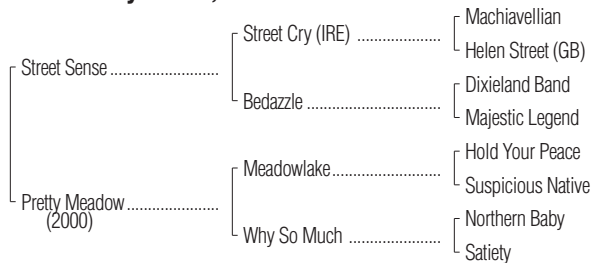 Machiavellian
Street Cry (IRE) ..................
Helen Street (GB)
Street Sense ........................
Dixieland Band
Bedazzle .............................
Majestic Legend
Hold Your Peace
Meadowlake........................
Suspicious Native
Pretty Meadow ....................
(2000)
Northern Baby
Why So Much ....................
Satiety